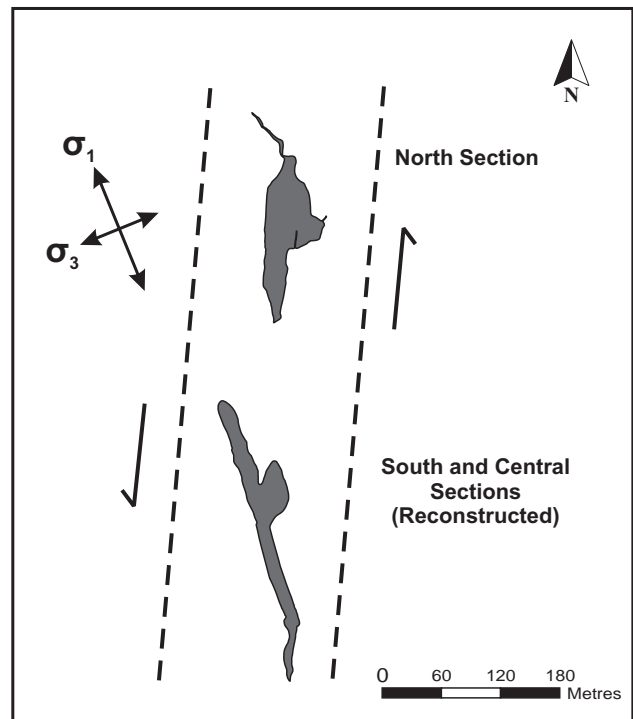 N
σ1
σ3
North Section
South and Central
Sections
(Reconstructed)
0 60 120 180
Metres